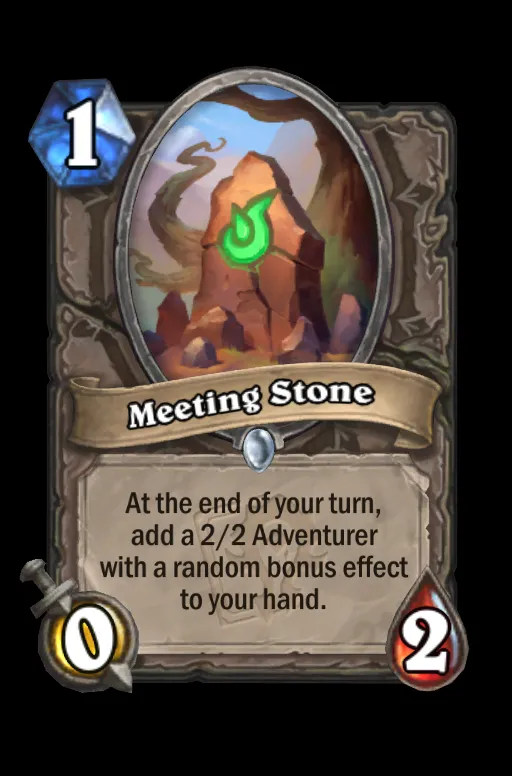 1
Meeting Stone
At the end of your turn,
add a 2/2 Adventurer
with a random bonus effect
to your hand.
0
2